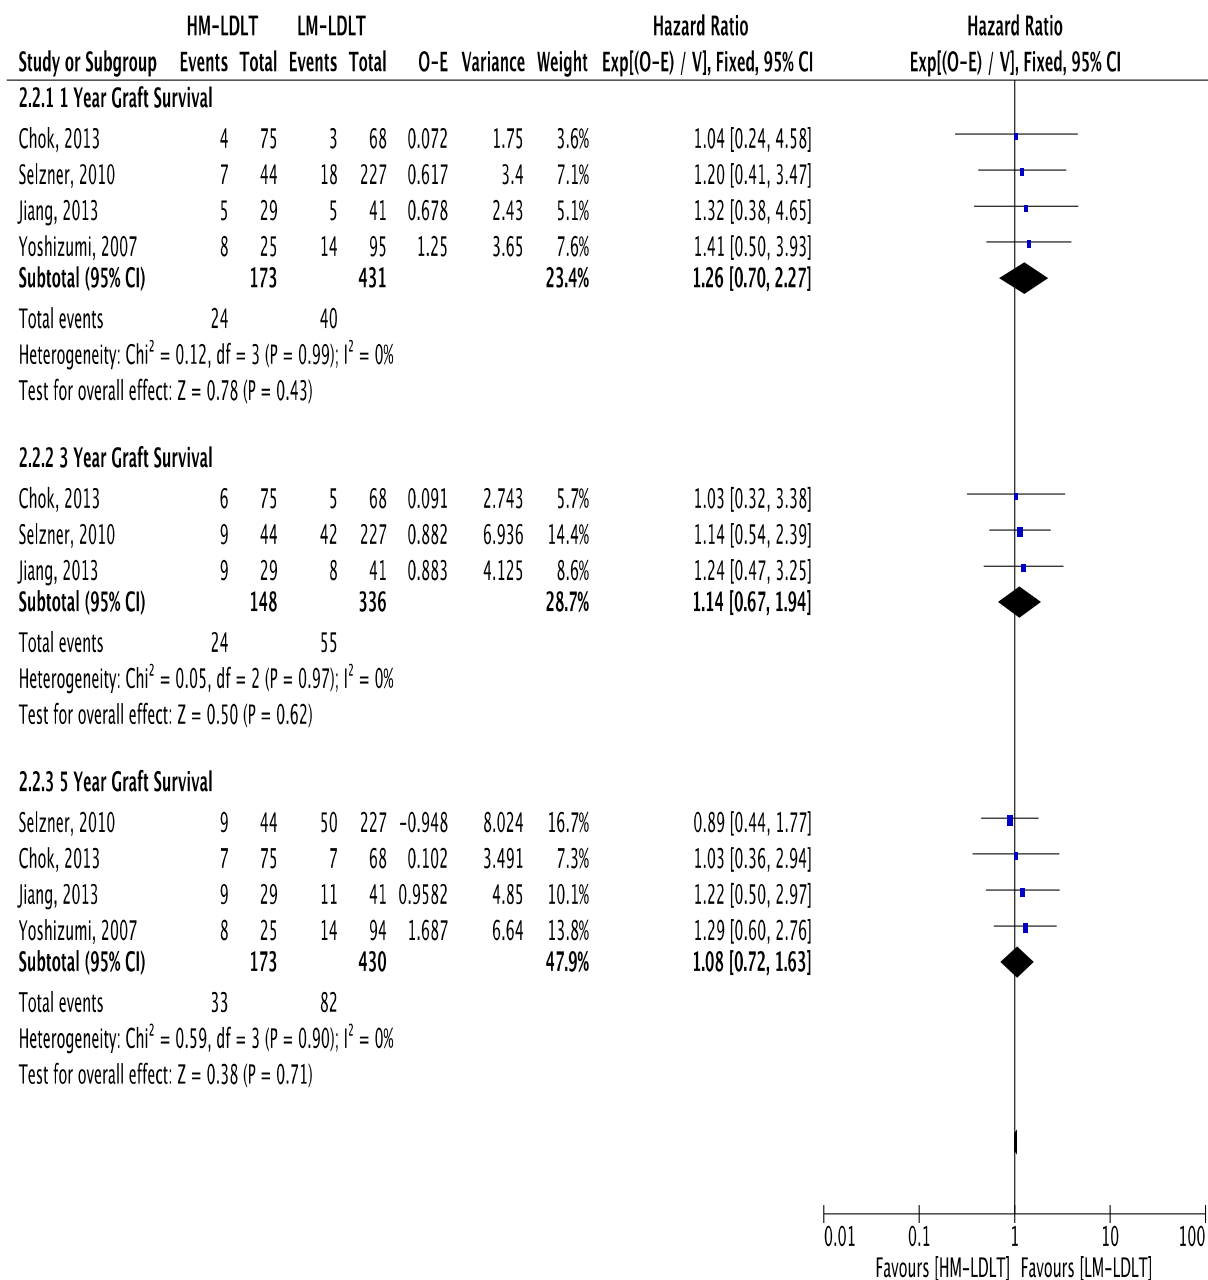 HM-LDLT LM-LDLT Hazard Ratio Hazard Ratio
Study or Subgroup Events Total Events Total O-E Variance Weight Exp[(O-E) / V], Fixed, 95% CI Exp[(O-E) / V], Fixed, 95% CI
2.2.1 1 Year Graft Survival
Chok, 2013 4 75 3 68 0.072 1.75 3.6% 1.04 [0.24, 4.58]
Selzner, 2010 7 44 18 227 0.617 3.4 7.1% 1.20 [0.41, 3.47]
Jiang, 2013 5 29 5 41 0.678 2.43 5.1% 1.32 [0.38, 4.65]
Yoshizumi, 2007 8 25 14 95 1.25 3.65 7.6% 1.41 [0.50, 3.93]
Subtotal (95% CI) 173 431 23.4% 1.26 [0.70, 2.27]
Total events 24 40
Heterogeneity: Chi² = 0.12, df = 3 (P = 0.99); I² = 0%
Test for overall effect: Z = 0.78 (P = 0.43)
2.2.2 3 Year Graft Survival
Chok, 2013 6 75 5 68 0.091 2.743 5.7% 1.03 [0.32, 3.38]
Selzner, 2010 9 44 42 227 0.882 6.936 14.4% 1.14 [0.54, 2.39]
Jiang, 2013 9 29 8 41 0.883 4.125 8.6% 1.24 [0.47, 3.25]
Subtotal (95% CI) 148 336 28.7% 1.14 [0.67, 1.94]
Total events 24 55
Heterogeneity: Chi² = 0.05, df = 2 (P = 0.97); I² = 0%
Test for overall effect: Z = 0.50 (P = 0.62)
2.2.3 5 Year Graft Survival
Selzner, 2010 9 44 50 227 -0.948 8.024 16.7% 0.89 [0.44, 1.77]
Chok, 2013 7 75 7 68 0.102 3.491 7.3% 1.03 [0.36, 2.94]
Jiang, 2013 9 29 11 41 0.9582 4.85 10.1% 1.22 [0.50, 2.97]
Yoshizumi, 2007 8 25 14 94 1.687 6.64 13.8% 1.29 [0.60, 2.76]
Subtotal (95% CI) 173 430 47.9% 1.08 [0.72, 1.63]
Total events 33 82
Heterogeneity: Chi² = 0.59, df = 3 (P = 0.90); I² = 0%
Test for overall effect: Z = 0.38 (P = 0.71)
0.01 0.1 1 10 100
Favours [HM-LDLT] Favours [LM-LDLT]